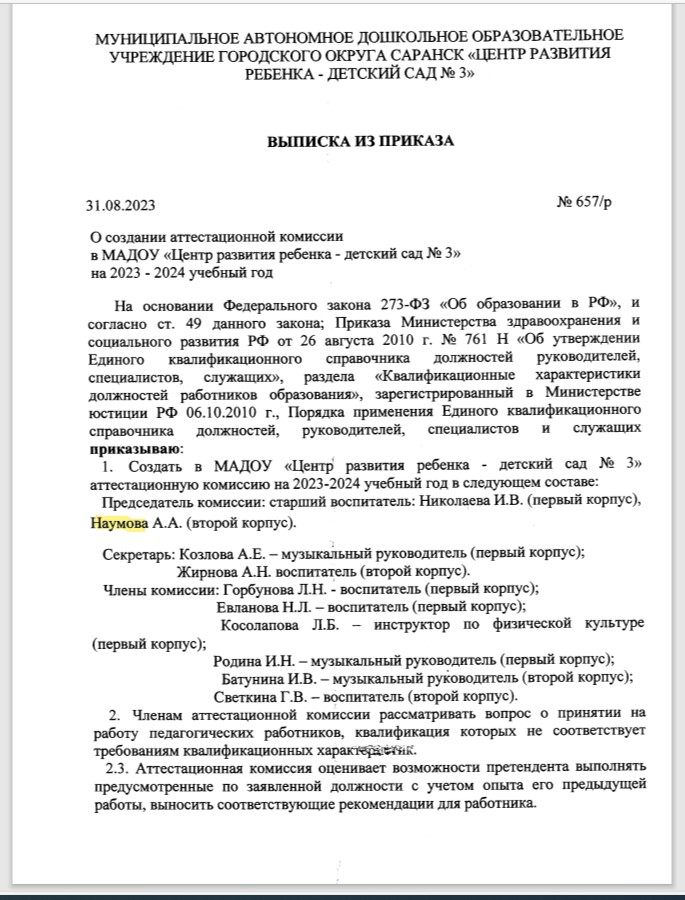 МУНИЦИПАЛЬНОЕ АВТОНОМНОЕ ДОШКОЛЬНОЕ ОБРАЗОВАТЕЛЬНОЕ
УЧРЕЖДЕНИЕ ГОРОДСКОГО ОКРУГА САРАНСК «ЦЕНТР РАЗВИТИЯ
РЕБЕНКА - ДЕТСКИЙ САД № 3»
ВЫПИСКА ИЗ ПРИКАЗА
31.08.2023 № 657/р
О создании аттестационной комиссии
в МАДОУ «Центр развития ребенка - детский сад № 3»
на 2023 - 2024 учебный год
На основании Федерального закона 273-ФЗ «Об образовании в РФ», и
согласно ст. 49 данного закона; Приказа Министерства здравоохранения и
социального развития РФ от 26 августа 2010 г. № 761 Н «Об утверждении
Единого квалификационного справочника должностей руководителей,
специалистов, служащих», раздела «Квалификационные характеристики
должностей работников образования», зарегистрированный в Министерстве
юстиции РФ 06.10.2010 г., Порядка применения Единого квалификационного
справочника должностей, руководителей, специалистов и служащих
приказываю:
1. Создать в МАДОУ «Центр развития ребенка - детский сад № 3»
аттестационную комиссию на 2023-2024 учебный год в следующем составе:
Председатель комиссии: старший воспитатель: Николаева И.В. (первый корпус),
Наумова А.А. (второй корпус).
Секретарь: Козлова А.Е. – музыкальный руководитель (первый корпус);
Жирнова А.Н. воспитатель (второй корпус).
Члены комиссии: Горбунова Л.Н. - воспитатель (первый корпус);
Евланова Н.Л. – воспитатель (первый корпус);
Косолапова Л.Б. – инструктор по физической культуре
(первый корпус);
Родина И.Н. – музыкальный руководитель (первый корпус);
Батунина И.В. – музыкальный руководитель (второй корпус);
Светкина Г.В. – воспитатель (второй корпус).
2. Членам аттестационной комиссии рассматривать вопрос о принятии на
работу педагогических работников, квалификация которых не соответствует
требованиям квалификационных характеристик.
2.3. Аттестационная комиссия оценивает возможности претендента выполнять
предусмотренные по заявленной должности с учетом опыта его предыдущей
работы, выносить соответствующие рекомендации для работника.